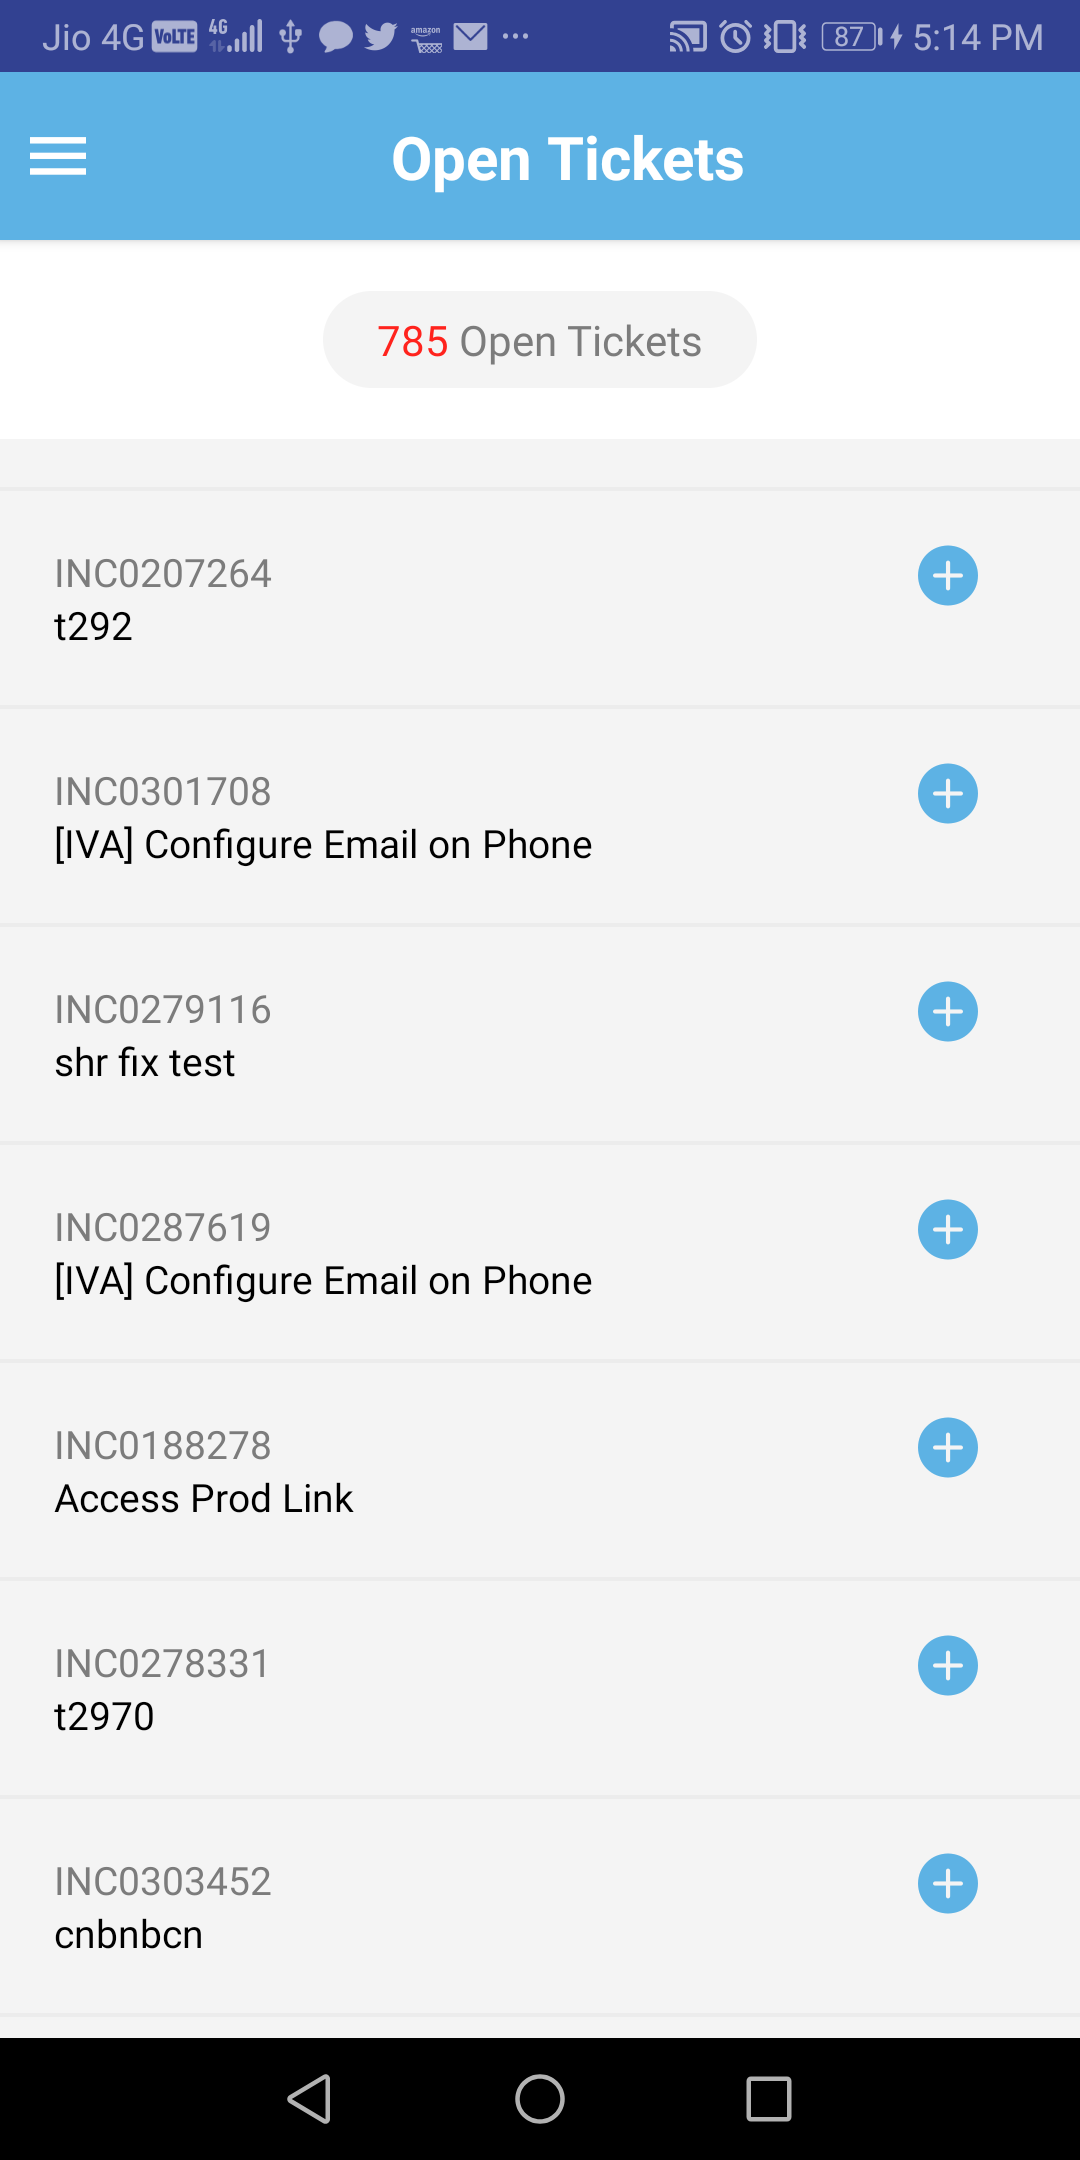 Jio 4G VoLTE 4G amazon 87 5:14 PM
Open Tickets
785 Open Tickets
INC0207264
t292
INC0301708
[IVA] Configure Email on Phone
INC0279116
shr fix test
INC0287619
[IVA] Configure Email on Phone
INC0188278
Access Prod Link
INC0278331
t2970
INC0303452
cnbnbcn